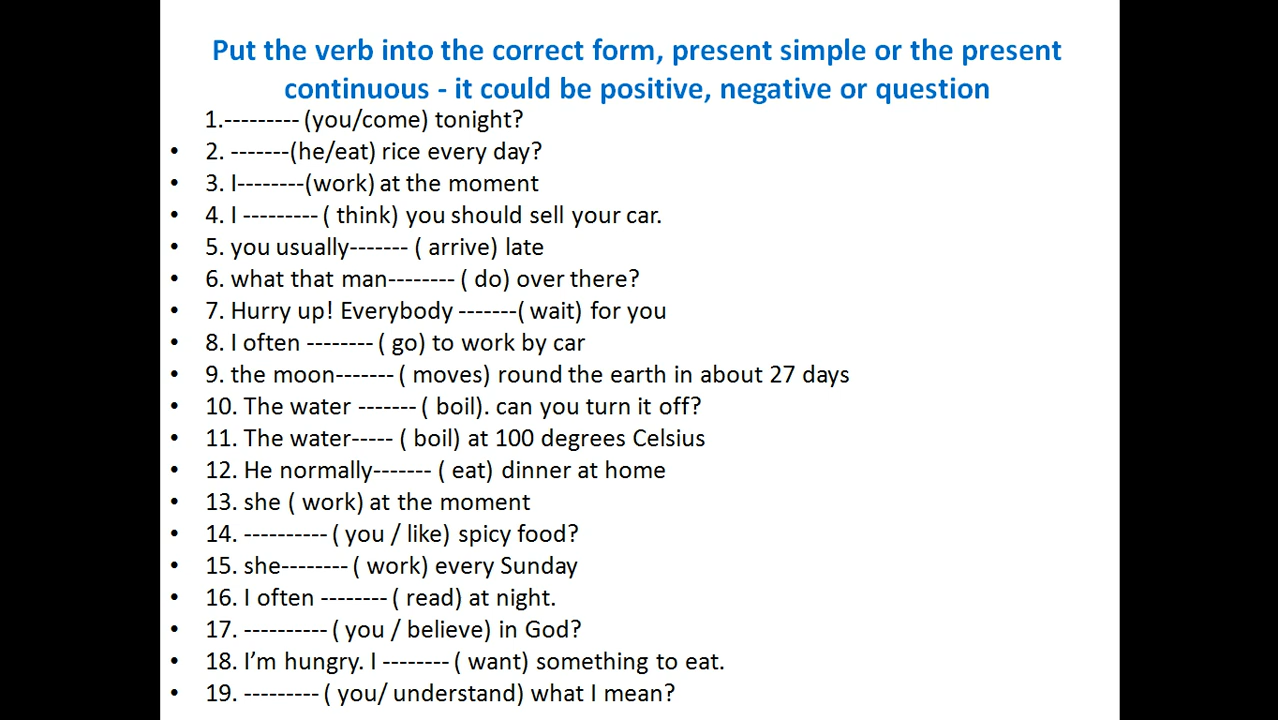 Put the verb into the correct form, present simple or the present
continuous - it could be positive, negative or question
1.--------- (you/come) tonight?
• 2. -------(he/eat) rice every day?
• 3. I--------(work) at the moment
• 4. I --------- ( think) you should sell your car.
• 5. you usually------- ( arrive) late
• 6. what that man-------- ( do) over there?
• 7. Hurry up! Everybody -------( wait) for you
• 8. I often -------- ( go) to work by car
• 9. the moon------- ( moves) round the earth in about 27 days
• 10. The water ------- ( boil). can you turn it off?
• 11. The water----- ( boil) at 100 degrees Celsius
• 12. He normally------- ( eat) dinner at home
• 13. she ( work) at the moment
• 14. ---------- ( you / like) spicy food?
• 15. she-------- ( work) every Sunday
• 16. I often -------- ( read) at night.
• 17. ---------- ( you / believe) in God?
• 18. I’m hungry. I -------- ( want) something to eat.
• 19. --------- ( you/ understand) what I mean?